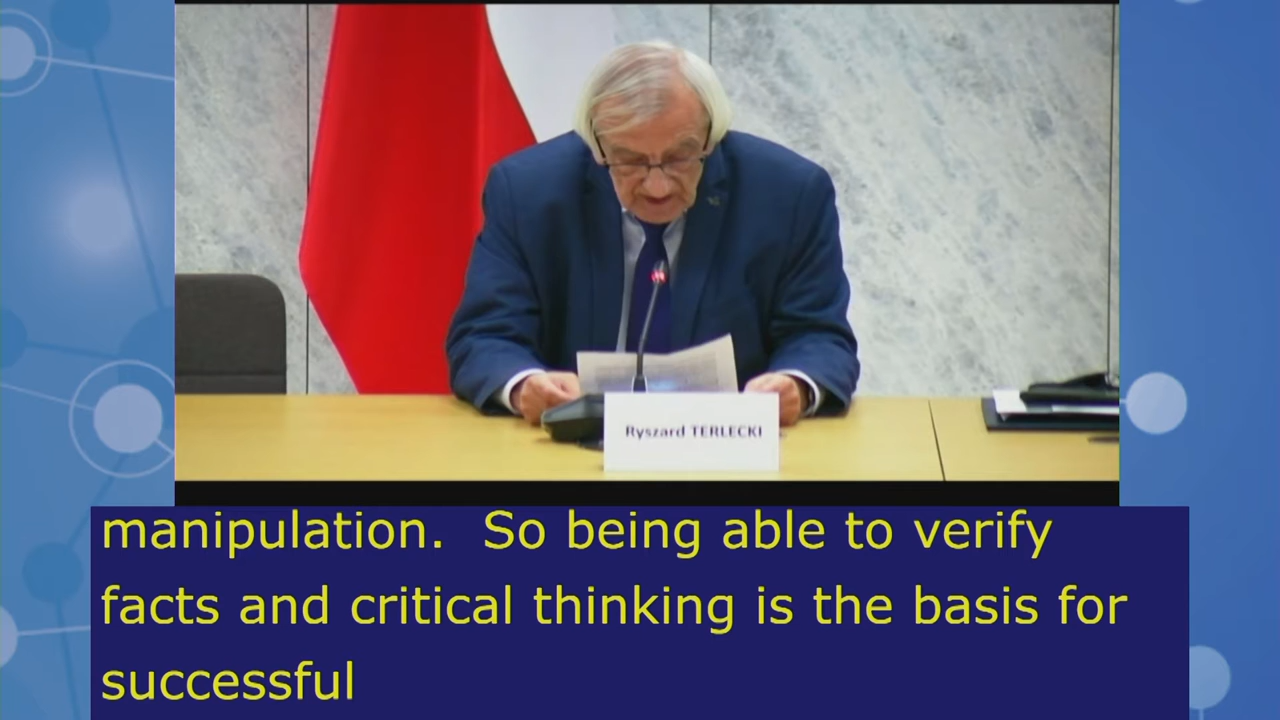 Ryszard TERLECKI
manipulation. So being able to verify
facts and critical thinking is the basis for
successful